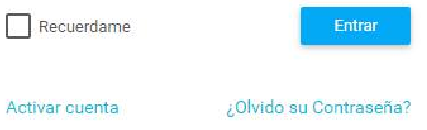 Recuerdame
Entrar
Activar cuenta
¿Olvido su Contraseña?